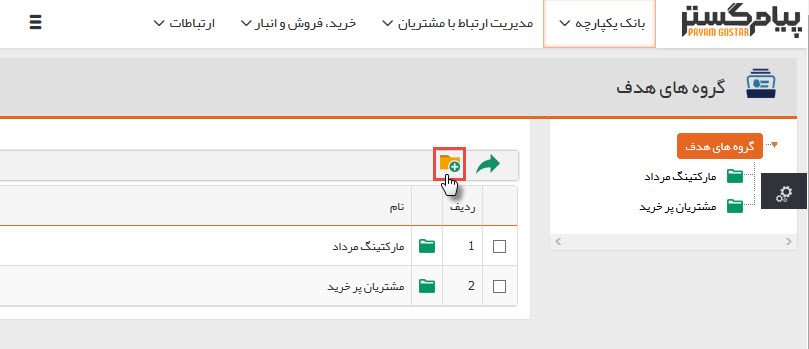 پیام‌گستر
PAYAM GOSTAR
بانک یکپارچه
مدیریت ارتباط با مشتریان
خرید، فروش و انبار
ارتباطات
گروه های هدف
گروه های هدف
مارکتینگ مرداد
مشتریان پر خرید
ردیف نام
1 مارکتینگ مرداد
2 مشتریان پر خرید